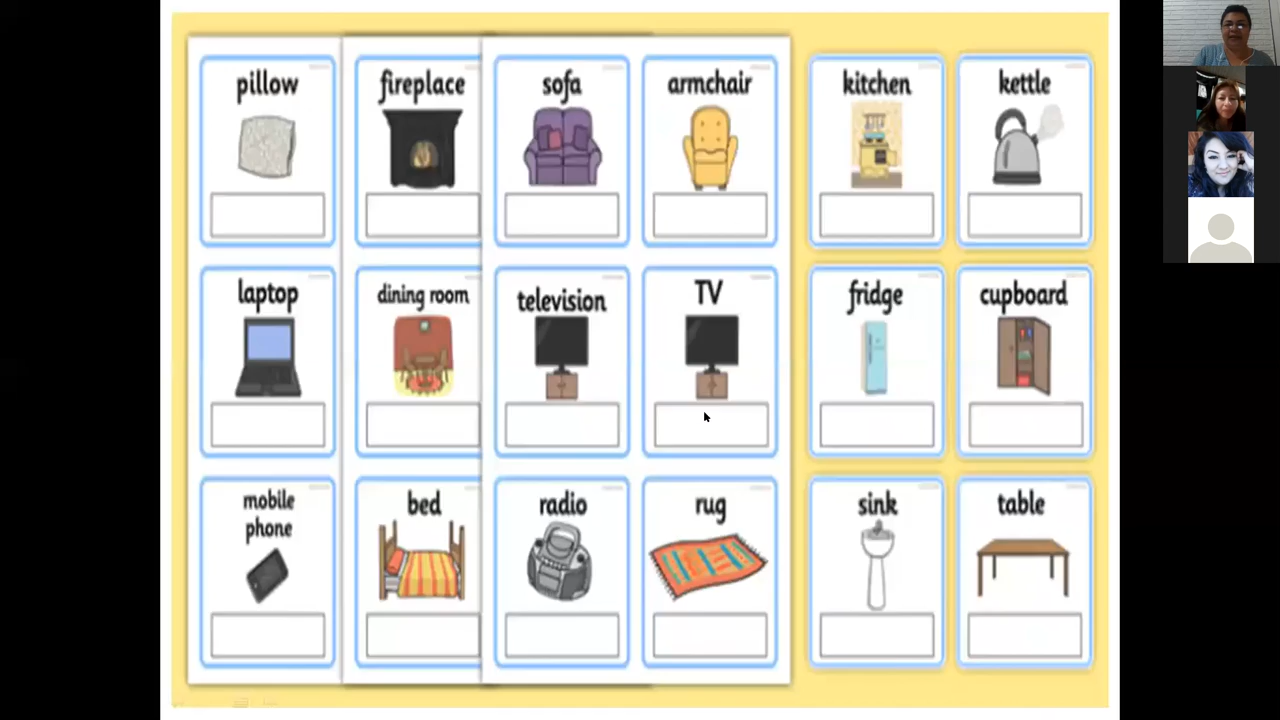 pillow
fireplace
sofa
armchair
kitchen
kettle
laptop
dining room
television
TV
fridge
cupboard
mobile
phone
bed
radio
rug
sink
table